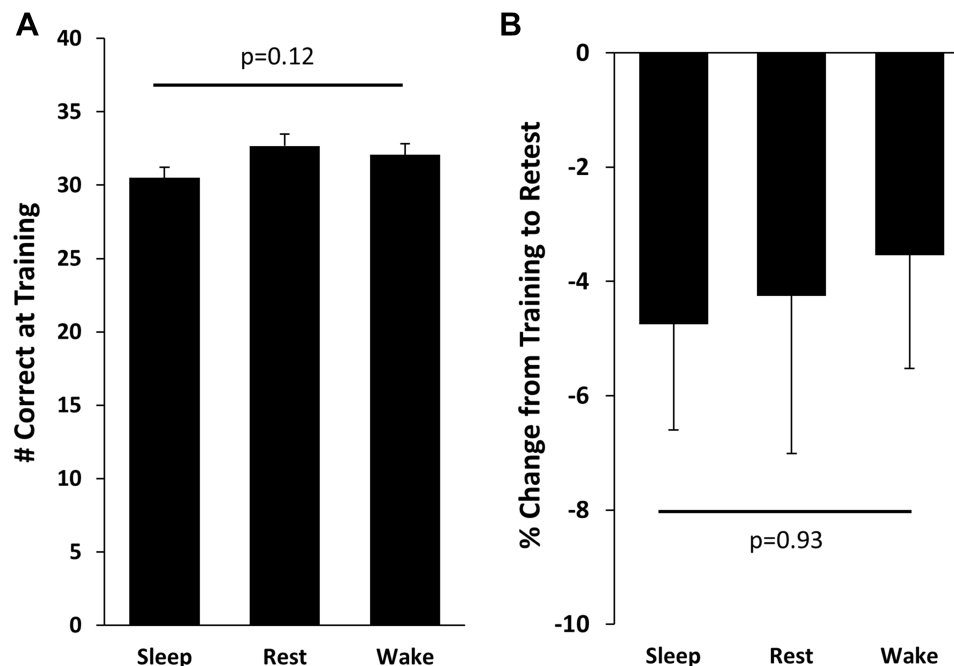 A
# Correct at Training
40
35
30
25
20
15
10
5
0
p=0.12
Sleep Rest Wake
B
% Change from Training to Retest
0
-2
-4
-6
-8
-10
p=0.93
Sleep Rest Wake